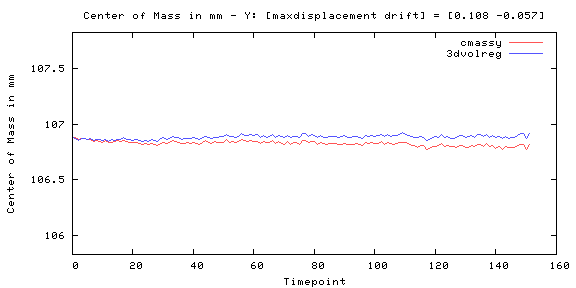 Center of Mass in mm - Y: [maxdisplacement drift] = [0.108 -0.057]
cmassy
3dvolreg
107.5
107
106.5
106
Center of Mass in mm
0 20 40 60 80 100 120 140 160
Timepoint